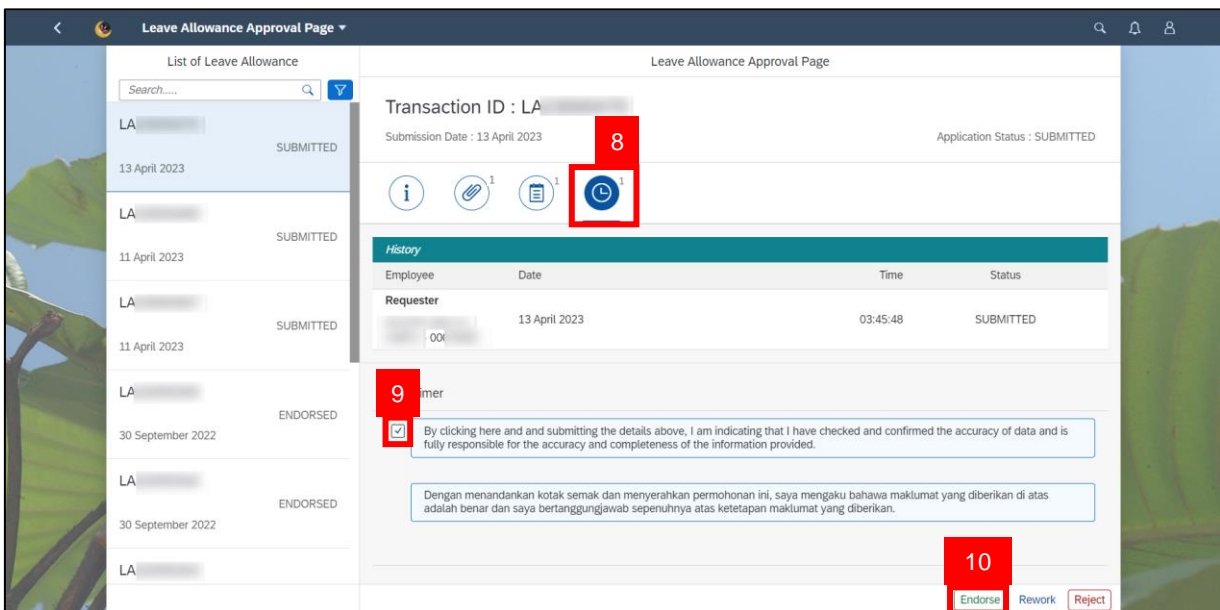 Leave Allowance Approval Page
List of Leave Allowance
Search.....
LA
SUBMITTED
13 April 2023
LA
SUBMITTED
11 April 2023
LA
SUBMITTED
11 April 2023
LA
ENDORSED
30 September 2022
LA
ENDORSED
30 September 2022
LA
Leave Allowance Approval Page
Transaction ID : LA
Submission Date : 13 April 2023
Application Status : SUBMITTED
8
i
1
1
1
History
Employee Date Time Status
Requester
13 April 2023 03:45:48 SUBMITTED
- 00
9
imer
By clicking here and and submitting the details above, I am indicating that I have checked and confirmed the accuracy of data and is
fully responsible for the accuracy and completeness of the information provided.
Dengan menandankan kotak semak dan menyerahkan permohonan ini, saya mengaku bahawa maklumat yang diberikan di atas
adalah benar dan saya bertanggungjawab sepenuhnya atas ketetapan maklumat yang diberikan.
10
Endorse Rework Reject